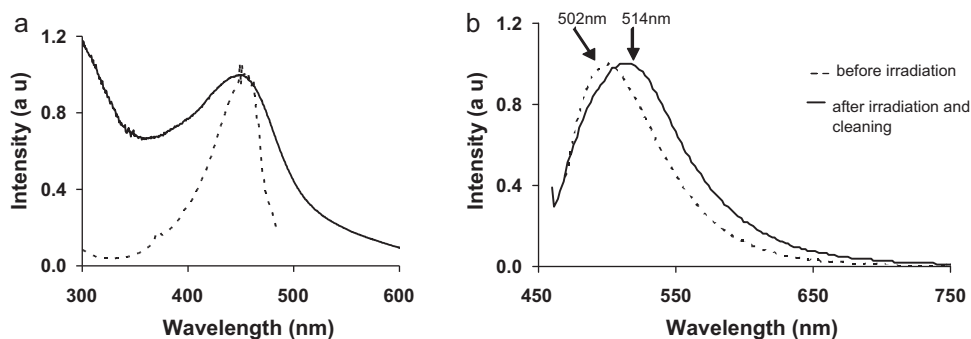 a
1.2
0.8
0.4
0.0
Intensity (a u)
300
400
500
600
Wavelength (nm)
b
502nm
514nm
1.2
0.8
0.4
0.0
Intensity (a u)
450
550
650
750
Wavelength (nm)
before irradiation
after irradiation and
cleaning